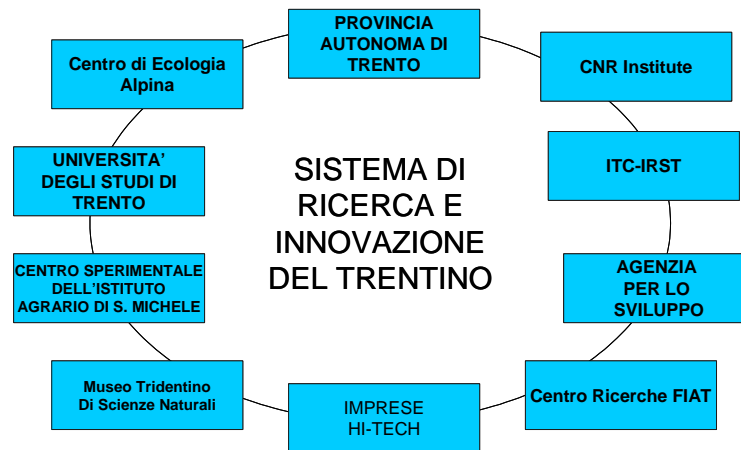 PROVINCIA
AUTONOMA DI
TRENTO
Centro di Ecologia
Alpina
CNR Institute
UNIVERSITA’
DEGLI STUDI DI
TRENTO
SISTEMA DI
RICERCA E
INNOVAZIONE
DEL TRENTINO
ITC-IRST
CENTRO SPERIMENTALE
DELL’ISTITUTO
AGRARIO DI S. MICHELE
AGENZIA
PER LO
SVILUPPO
Museo Tridentino
Di Scienze Naturali
IMPRESE
HI-TECH
Centro Ricerche FIAT